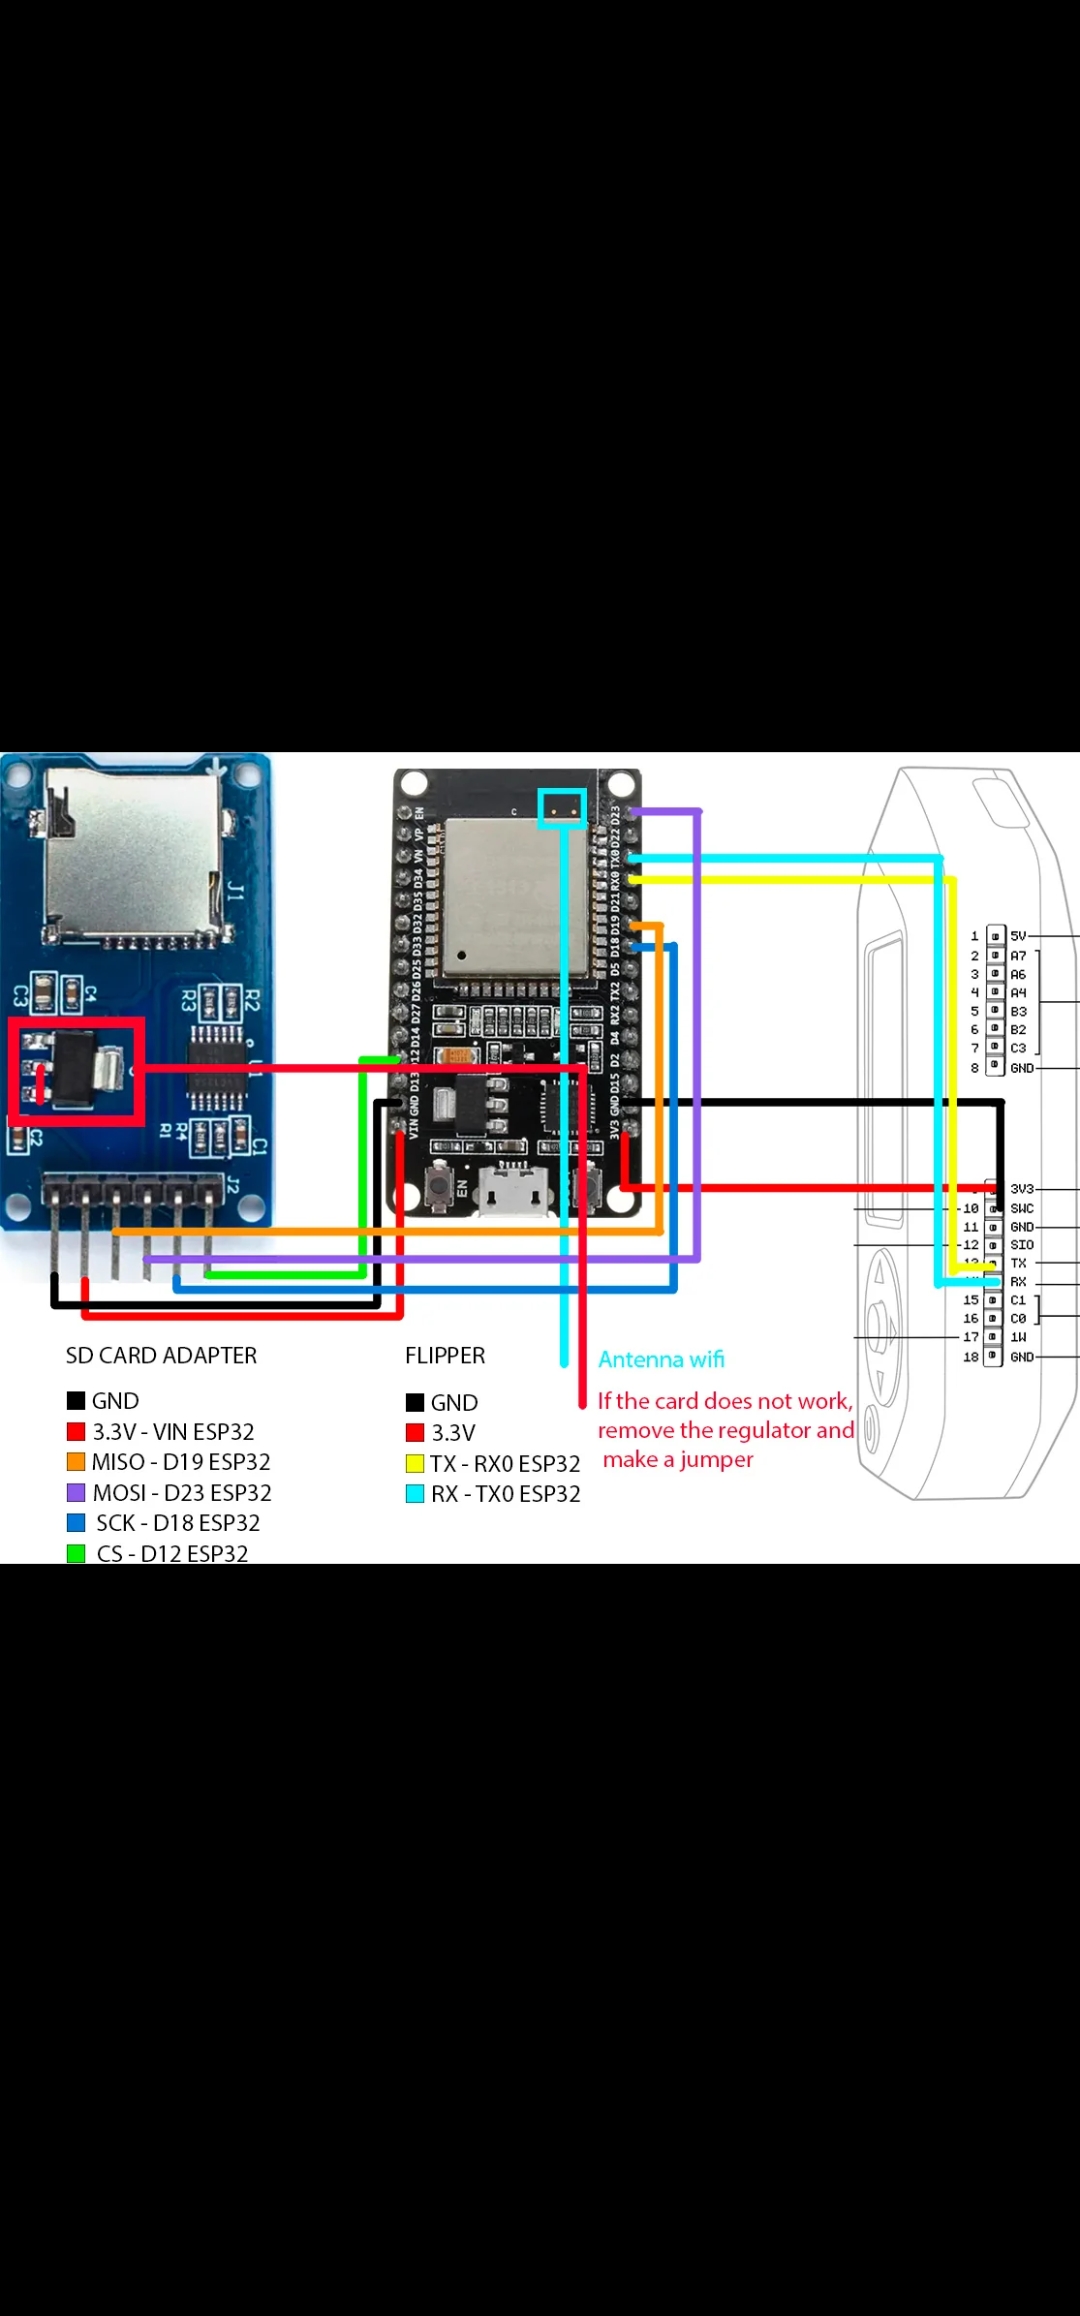 J1
C3
C4
R3
R2
U1
C2
R1
R4
C1
J2
EN
VP
VN
D34
D35
D32
D33
D25
D26
D27
D14
D12
D13
GND
VIN
C
D23
D22
TX0
RX0
D21
D19
D18
D5
TX2
RX2
D4
D2
D15
GND
3V3
EN
1 5V
2 A7
3 A6
4 A4
5 B3
6 B2
7 C3
8 GND
3V3
10 SWC
11 GND
12 SIO
TX
RX
15 C1
16 C0
17 1W
18 GND
SD CARD ADAPTER
GND
3.3V - VIN ESP32
MISO - D19 ESP32
MOSI - D23 ESP32
SCK - D18 ESP32
CS - D12 ESP32
FLIPPER
GND
3.3V
TX - RX0 ESP32
RX - TX0 ESP32
Antenna wifi
If the card does not work,
remove the regulator and
make a jumper